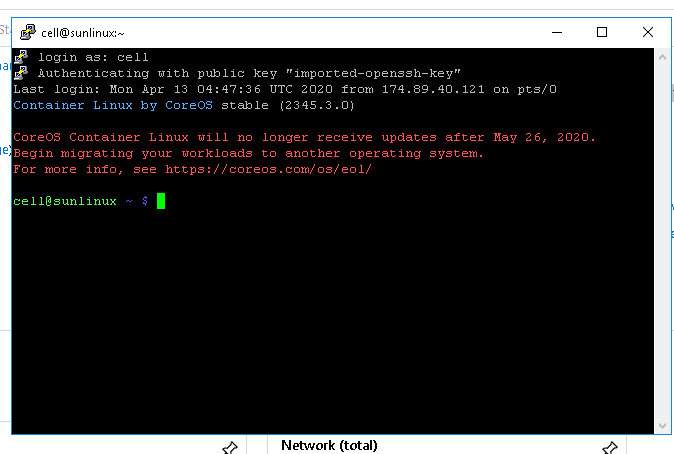 cell@sunlinux:~
login as: cell
Authenticating with public key "imported-openssh-key"
Last login: Mon Apr 13 04:47:36 UTC 2020 from 174.89.40.121 on pts/0
Container Linux by CoreOS stable (2345.3.0)
CoreOS Container Linux will no longer receive updates after May 26, 2020.
Begin migrating your workloads to another operating system.
For more info, see https://coreos.com/os/eol/
cell@sunlinux ~ $
Network (total)